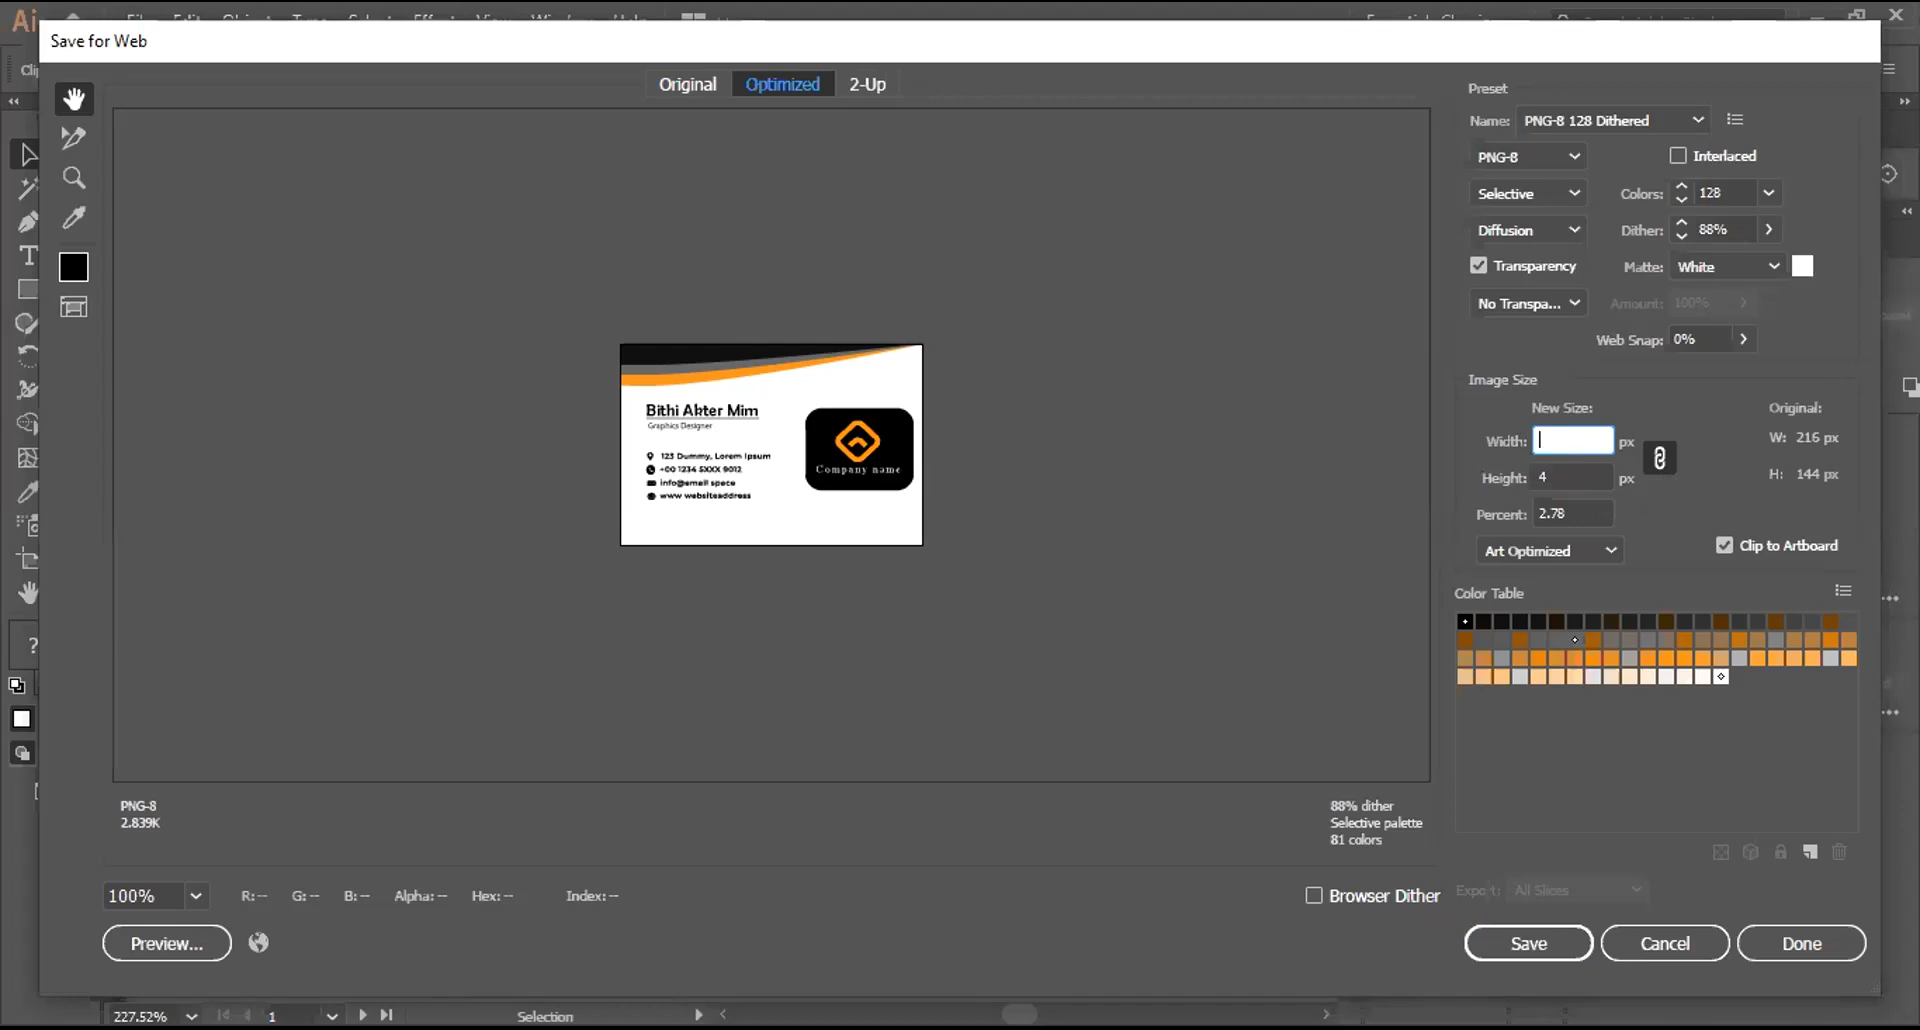 Ai
Save for Web
Original
Optimized
2-Up
Preset
Name:
PNG-8 128 Dithered
PNG-8
Interlaced
Selective
Colors:
128
Diffusion
Dither:
88%
Transparency
Matte:
White
No Transpa...
Amount:
100%
Web Snap:
0%
Image Size
New Size:
Original:
Width:
px
W: 216 px
Height:
4
px
H: 144 px
Percent:
2.78
Art Optimized
Clip to Artboard
Color Table
Bithi Akter Mim
Graphics Designer
123 Dummy, Lorem Ipsum
+00 1234 5XXX 9012
info@email space
www websiteaddress
Company name
PNG-8
2.839K
88% dither
Selective palette
81 colors
100%
R: --
G: --
B: --
Alpha: --
Hex: --
Index: --
Browser Dither
Export:
All Slices
Preview...
Save
Cancel
Done
227.52%
1
Selection